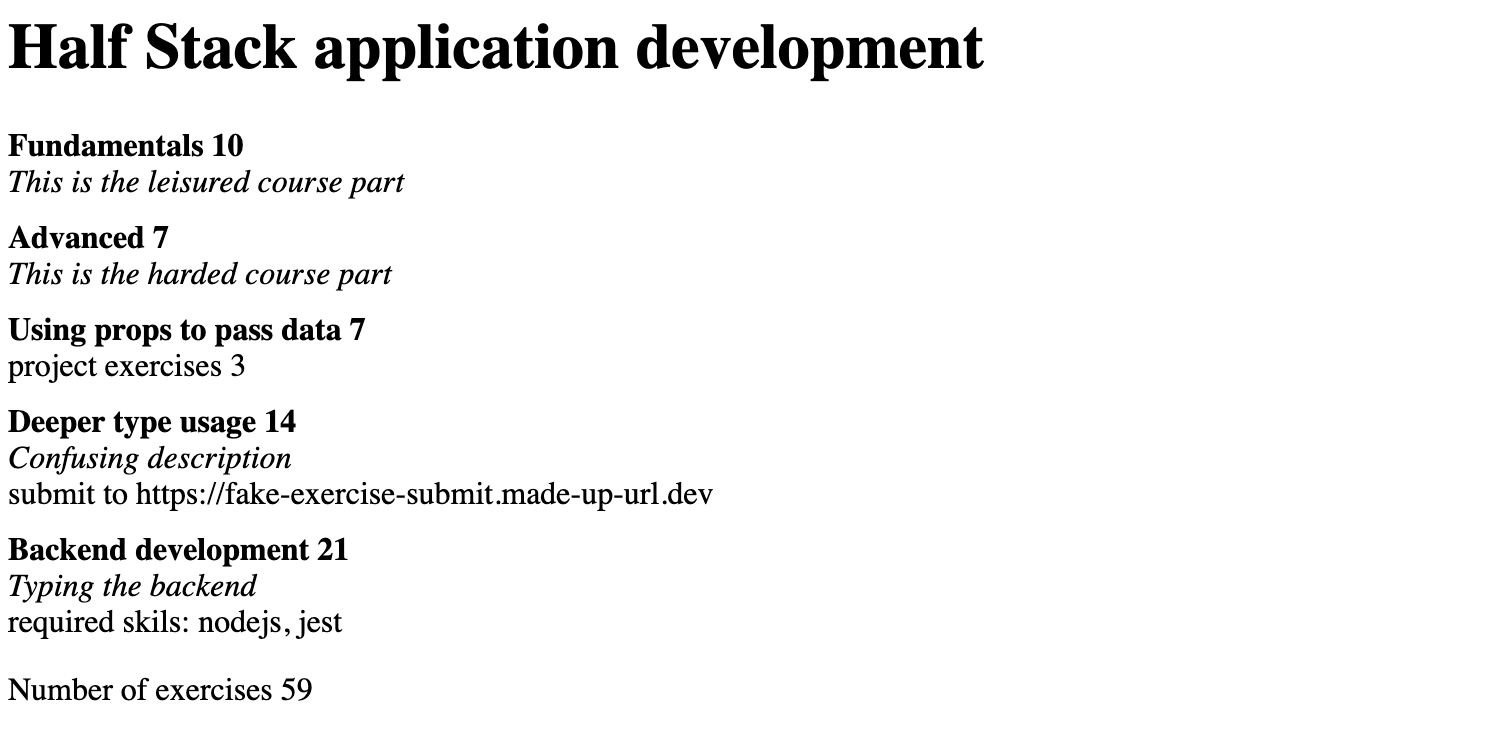 Half Stack application development
Fundamentals 10
This is the leisured course part
Advanced 7
This is the harded course part
Using props to pass data 7
project exercises 3
Deeper type usage 14
Confusing description
submit to https://fake-exercise-submit.made-up-url.dev
Backend development 21
Typing the backend
required skils: nodejs, jest
Number of exercises 59